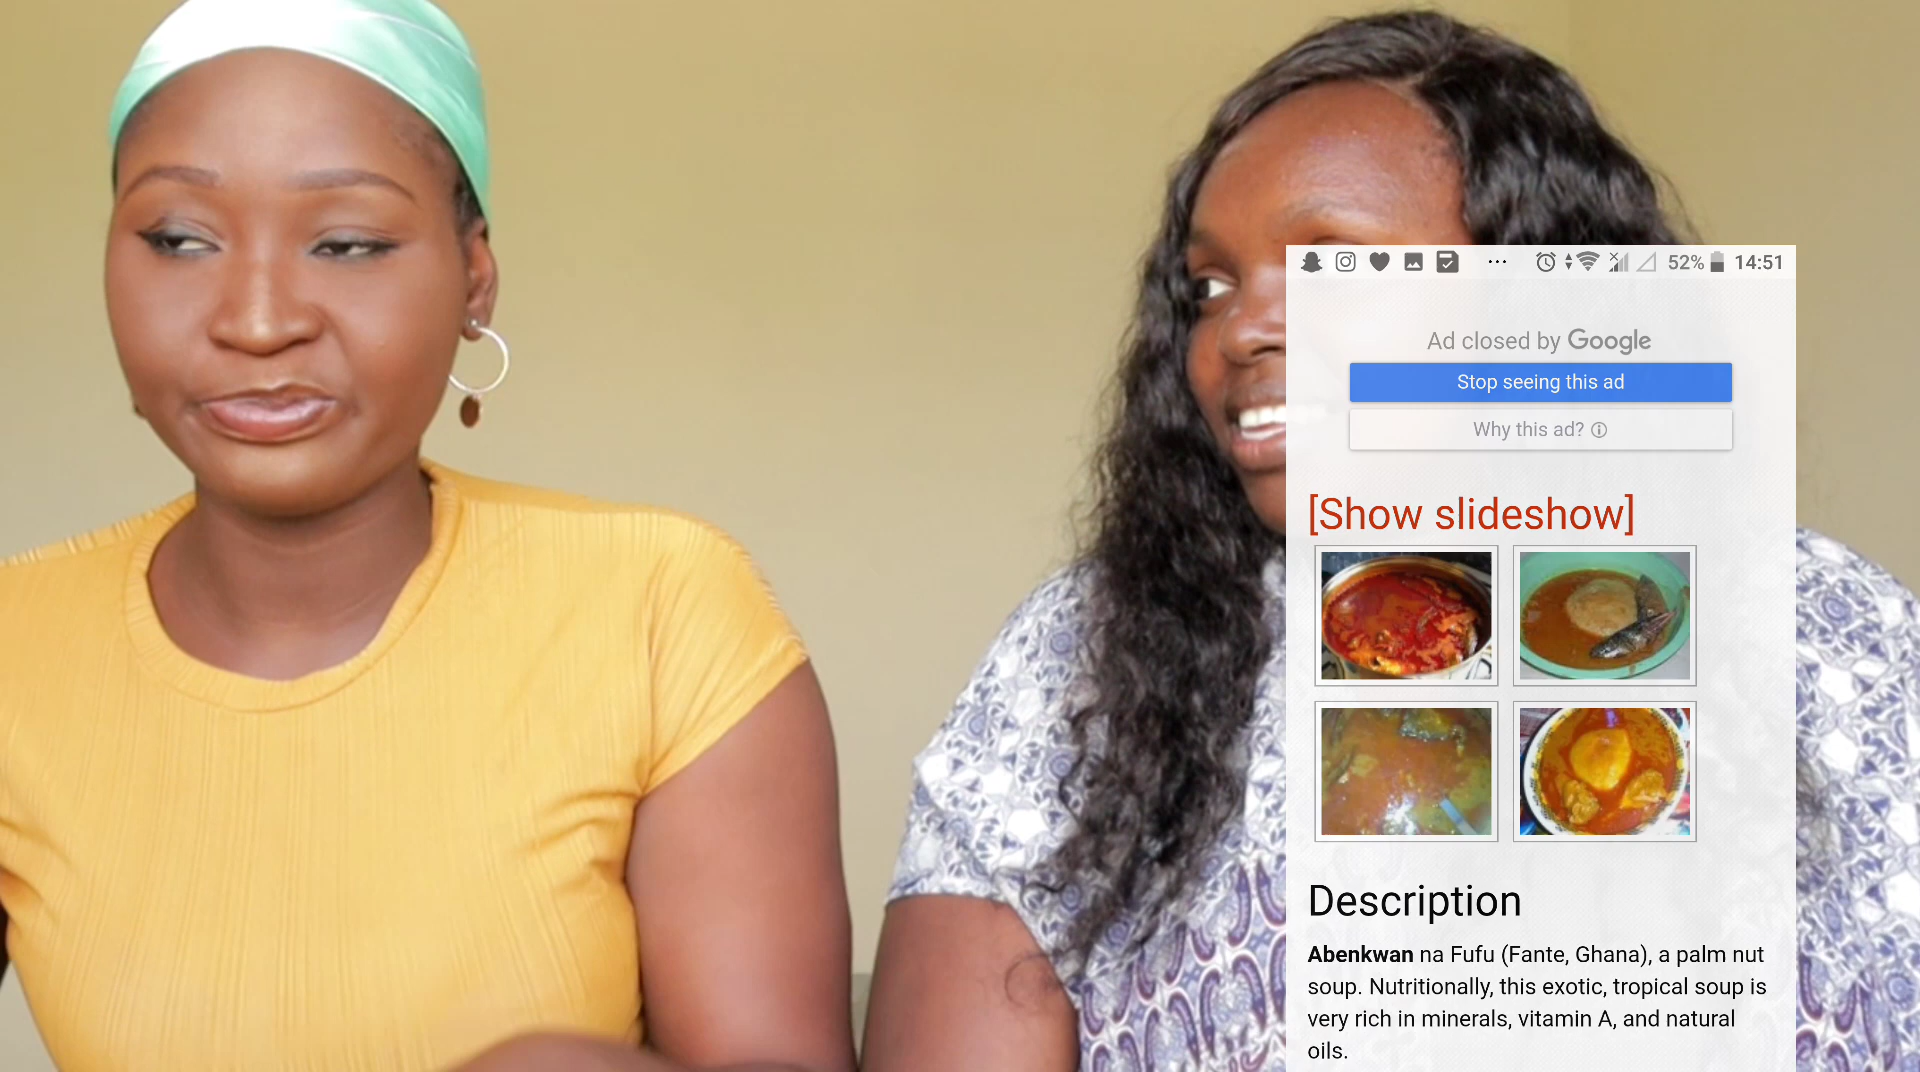 52% 14:51
Ad closed by Google
Stop seeing this ad
Why this ad?
[Show slideshow]
Description
Abenkwan na Fufu (Fante, Ghana), a palm nut
soup. Nutritionally, this exotic, tropical soup is
very rich in minerals, vitamin A, and natural
oils.